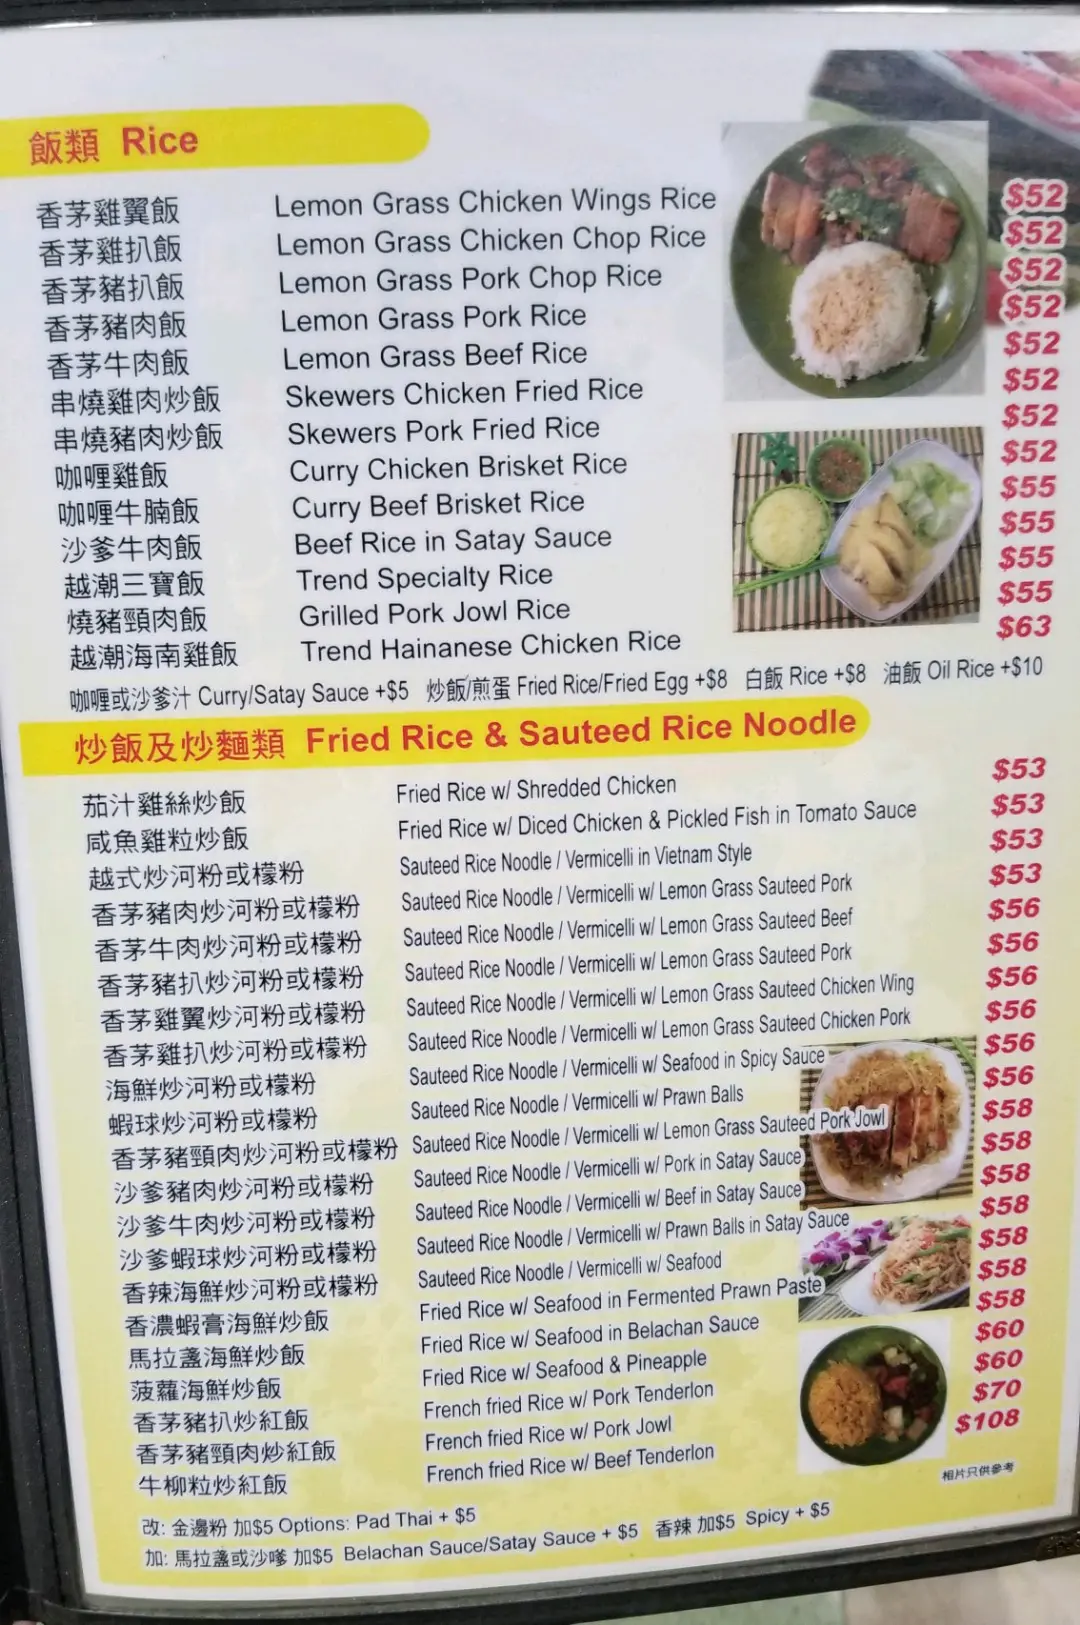 飯類 Rice
香茅雞翼飯 Lemon Grass Chicken Wings Rice $52
香茅雞扒飯 Lemon Grass Chicken Chop Rice $52
香茅豬扒飯 Lemon Grass Pork Chop Rice $52
香茅豬肉飯 Lemon Grass Pork Rice $52
香茅牛肉飯 Lemon Grass Beef Rice $52
串燒雞肉炒飯 Skewers Chicken Fried Rice $52
串燒豬肉炒飯 Skewers Pork Fried Rice $52
咖喱雞飯 Curry Chicken Brisket Rice $52
咖喱牛腩飯 Curry Beef Brisket Rice $55
沙爹牛肉飯 Beef Rice in Satay Sauce $55
越潮三寶飯 Trend Specialty Rice $55
燒豬頸肉飯 Grilled Pork Jowl Rice $55
越潮海南雞飯 Trend Hainanese Chicken Rice $63
咖喱或沙爹汁 Curry/Satay Sauce +$5 炒飯/煎蛋 Fried Rice/Fried Egg +$8 白飯 Rice +$8 油飯 Oil Rice +$10
炒飯及炒麵類 Fried Rice & Sauteed Rice Noodle
茄汁雞絲炒飯 Fried Rice w/ Shredded Chicken $53
咸魚雞粒炒飯 Fried Rice w/ Diced Chicken & Pickled Fish in Tomato Sauce $53
越式炒河粉或檬粉 Sauteed Rice Noodle / Vermicelli in Vietnam Style $53
香茅豬肉炒河粉或檬粉 Sauteed Rice Noodle / Vermicelli w/ Lemon Grass Sauteed Pork $53
香茅牛肉炒河粉或檬粉 Sauteed Rice Noodle / Vermicelli w/ Lemon Grass Sauteed Beef $56
香茅豬扒炒河粉或檬粉 Sauteed Rice Noodle / Vermicelli w/ Lemon Grass Sauteed Pork $56
香茅雞翼炒河粉或檬粉 Sauteed Rice Noodle / Vermicelli w/ Lemon Grass Sauteed Chicken Wing $56
香茅雞扒炒河粉或檬粉 Sauteed Rice Noodle / Vermicelli w/ Lemon Grass Sauteed Chicken Pork $56
海鮮炒河粉或檬粉 Sauteed Rice Noodle / Vermicelli w/ Seafood in Spicy Sauce $56
蝦球炒河粉或檬粉 Sauteed Rice Noodle / Vermicelli w/ Prawn Balls $56
香茅豬頸肉炒河粉或檬粉 Sauteed Rice Noodle / Vermicelli w/ Lemon Grass Sauteed Pork Jowl $58
沙爹豬肉炒河粉或檬粉 Sauteed Rice Noodle / Vermicelli w/ Pork in Satay Sauce $58
沙爹牛肉炒河粉或檬粉 Sauteed Rice Noodle / Vermicelli w/ Beef in Satay Sauce $58
沙爹蝦球炒河粉或檬粉 Sauteed Rice Noodle / Vermicelli w/ Prawn Balls in Satay Sauce $58
香辣海鮮炒河粉或檬粉 Sauteed Rice Noodle / Vermicelli w/ Seafood $58
香濃蝦膏海鮮炒飯 Fried Rice w/ Seafood in Fermented Prawn Paste $58
馬拉盞海鮮炒飯 Fried Rice w/ Seafood in Belachan Sauce $58
菠蘿海鮮炒飯 Fried Rice w/ Seafood & Pineapple $60
香茅豬扒炒紅飯 French fried Rice w/ Pork Tenderlon $60
香茅豬頸肉炒紅飯 French fried Rice w/ Pork Jowl $70
牛柳粒炒紅飯 French fried Rice w/ Beef Tenderlon $108
相片只供參考
改: 金邊粉 加$5 Options: Pad Thai + $5
加: 馬拉盞或沙嗲 加$5 Belachan Sauce/Satay Sauce + $5 香辣 加$5 Spicy + $5